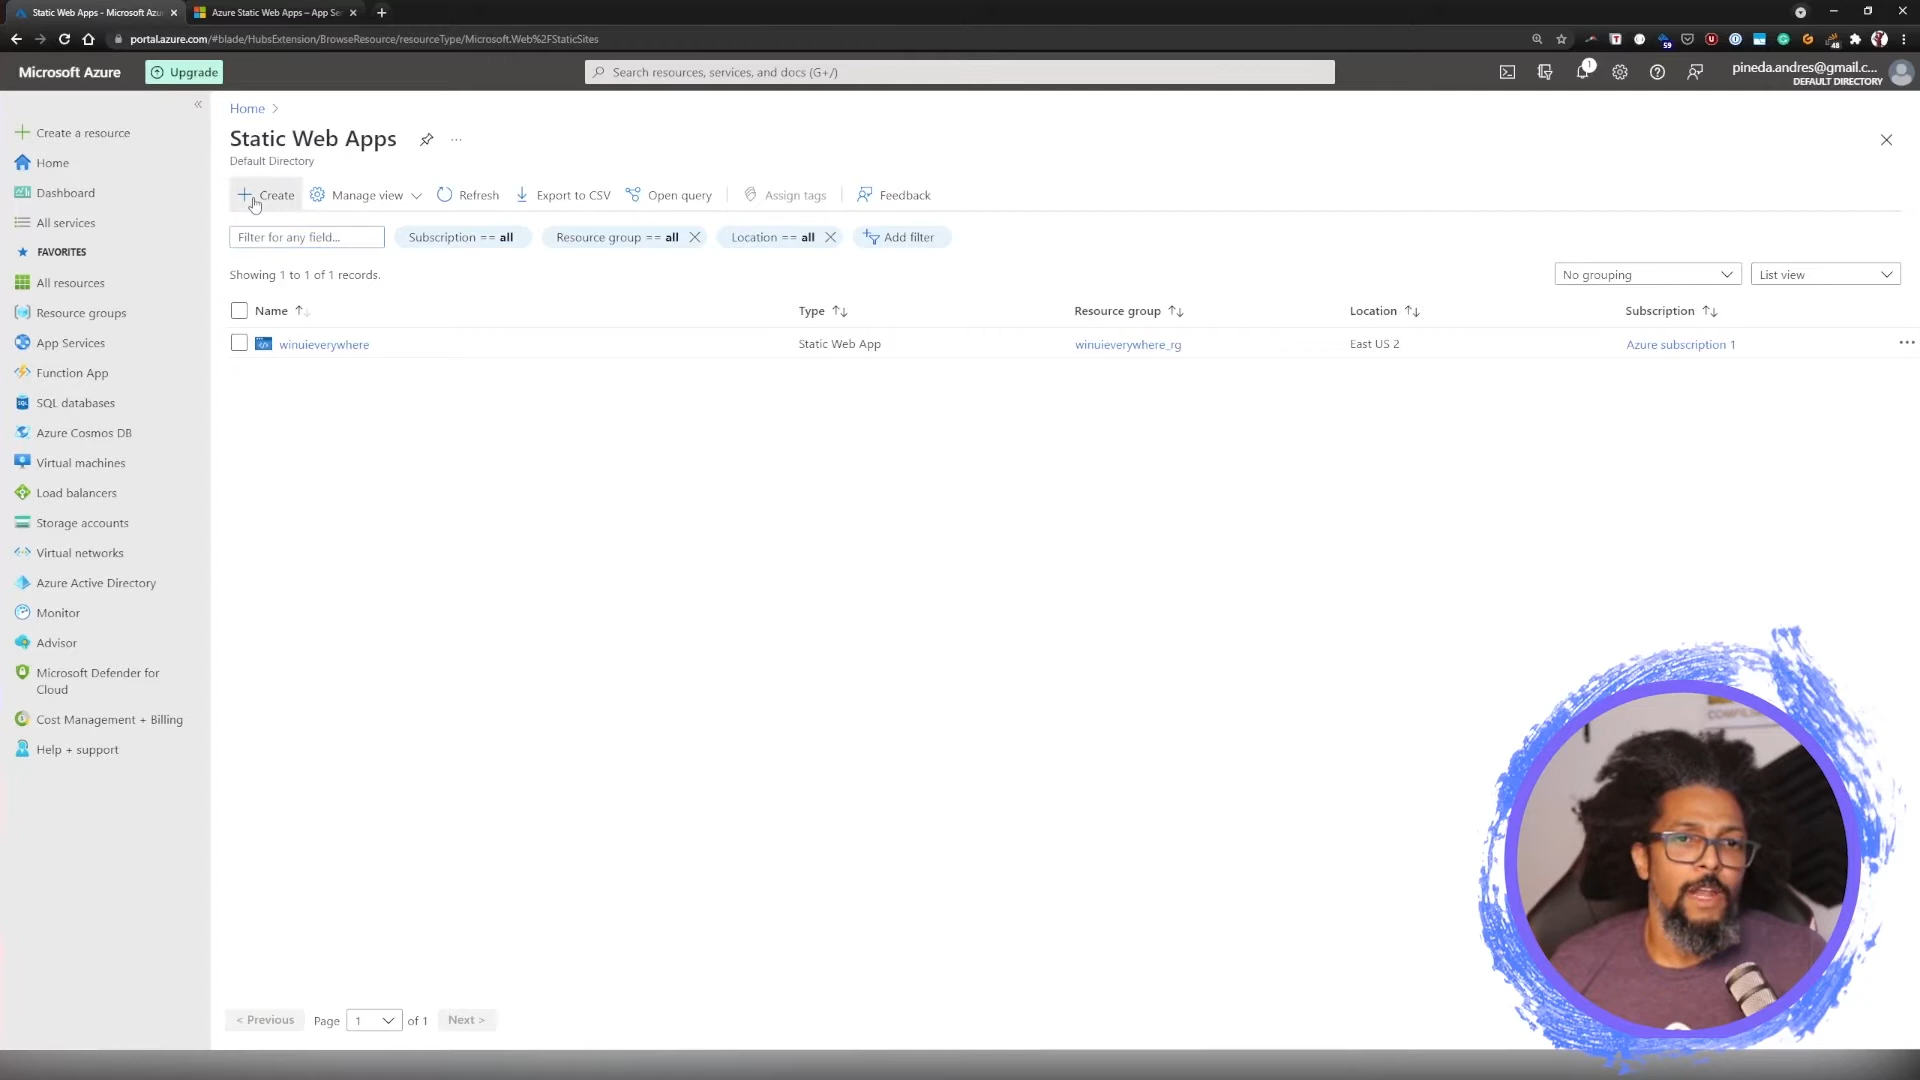 Static Web Apps - Microsoft Azu
Azure Static Web Apps – App Se
portal.azure.com/#blade/HubsExtension/BrowseResource/resourceType/Microsoft.Web%2FStaticSites
59
48
Microsoft Azure
Upgrade
Search resources, services, and docs (G+/)
1
pineda.andres@gmail.c...
DEFAULT DIRECTORY
Create a resource
Home
Dashboard
All services
FAVORITES
All resources
Resource groups
App Services
Function App
SQL databases
Azure Cosmos DB
Virtual machines
Load balancers
Storage accounts
Virtual networks
Azure Active Directory
Monitor
Advisor
Microsoft Defender for
Cloud
Cost Management + Billing
Help + support
Home >
Static Web Apps
Default Directory
Create
Manage view
Refresh
Export to CSV
Open query
Assign tags
Feedback
Filter for any field...
Subscription == all
Resource group == all
Location == all
Add filter
Showing 1 to 1 of 1 records.
No grouping
List view
Name
Type
Resource group
Location
Subscription
winuieverywhere
Static Web App
winuieverywhere_rg
East US 2
Azure subscription 1
< Previous
Page
1
of 1
Next >